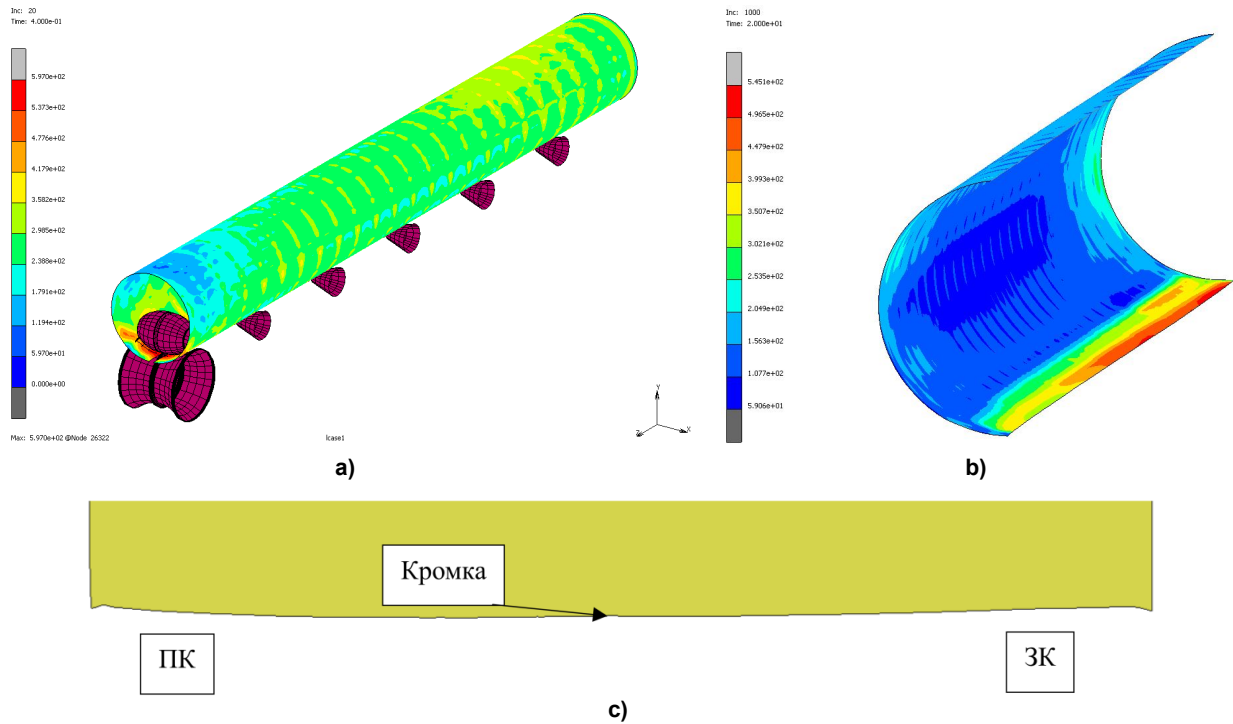 Inc: 20
Time: 4.000e-01
5.970e+02
5.373e+02
4.776e+02
4.179e+02
3.582e+02
2.985e+02
2.388e+02
1.791e+02
1.194e+02
5.970e+01
0.000e+00
Max: 5.970e+02 @Node 26322
lcase1
Y
Z
X
a)
Inc: 1000
Time: 2.000e+01
5.451e+02
4.965e+02
4.479e+02
3.993e+02
3.507e+02
3.021e+02
2.535e+02
2.049e+02
1.563e+02
1.077e+02
5.906e+01
b)
Кромка
ПК
ЗК
c)